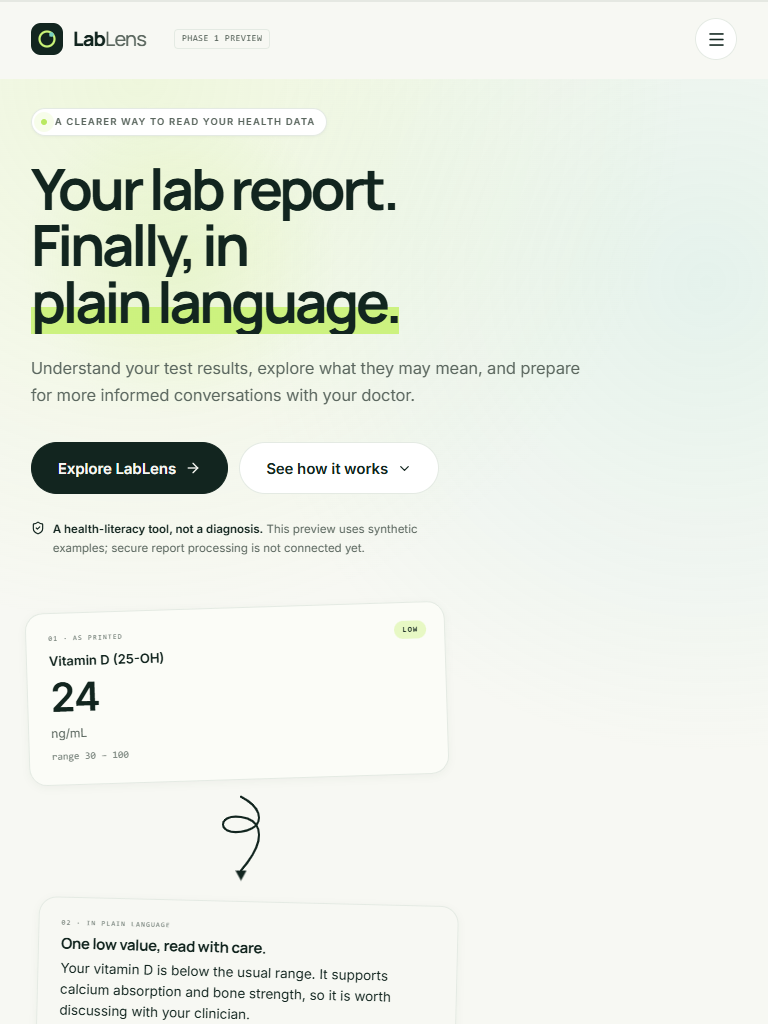 LabLens
PHASE 1 PREVIEW
A CLEARER WAY TO READ YOUR HEALTH DATA
Your lab report.
Finally, in
plain language.
Understand your test results, explore what they may mean, and prepare
for more informed conversations with your doctor.
Explore LabLens
See how it works
A health-literacy tool, not a diagnosis. This preview uses synthetic
examples; secure report processing is not connected yet.
01 · AS PRINTED
LOW
Vitamin D (25-OH)
24
ng/mL
range 30 – 100
02 · IN PLAIN LANGUAGE
One low value, read with care.
Your vitamin D is below the usual range. It supports
calcium absorption and bone strength, so it is worth
discussing with your clinician.